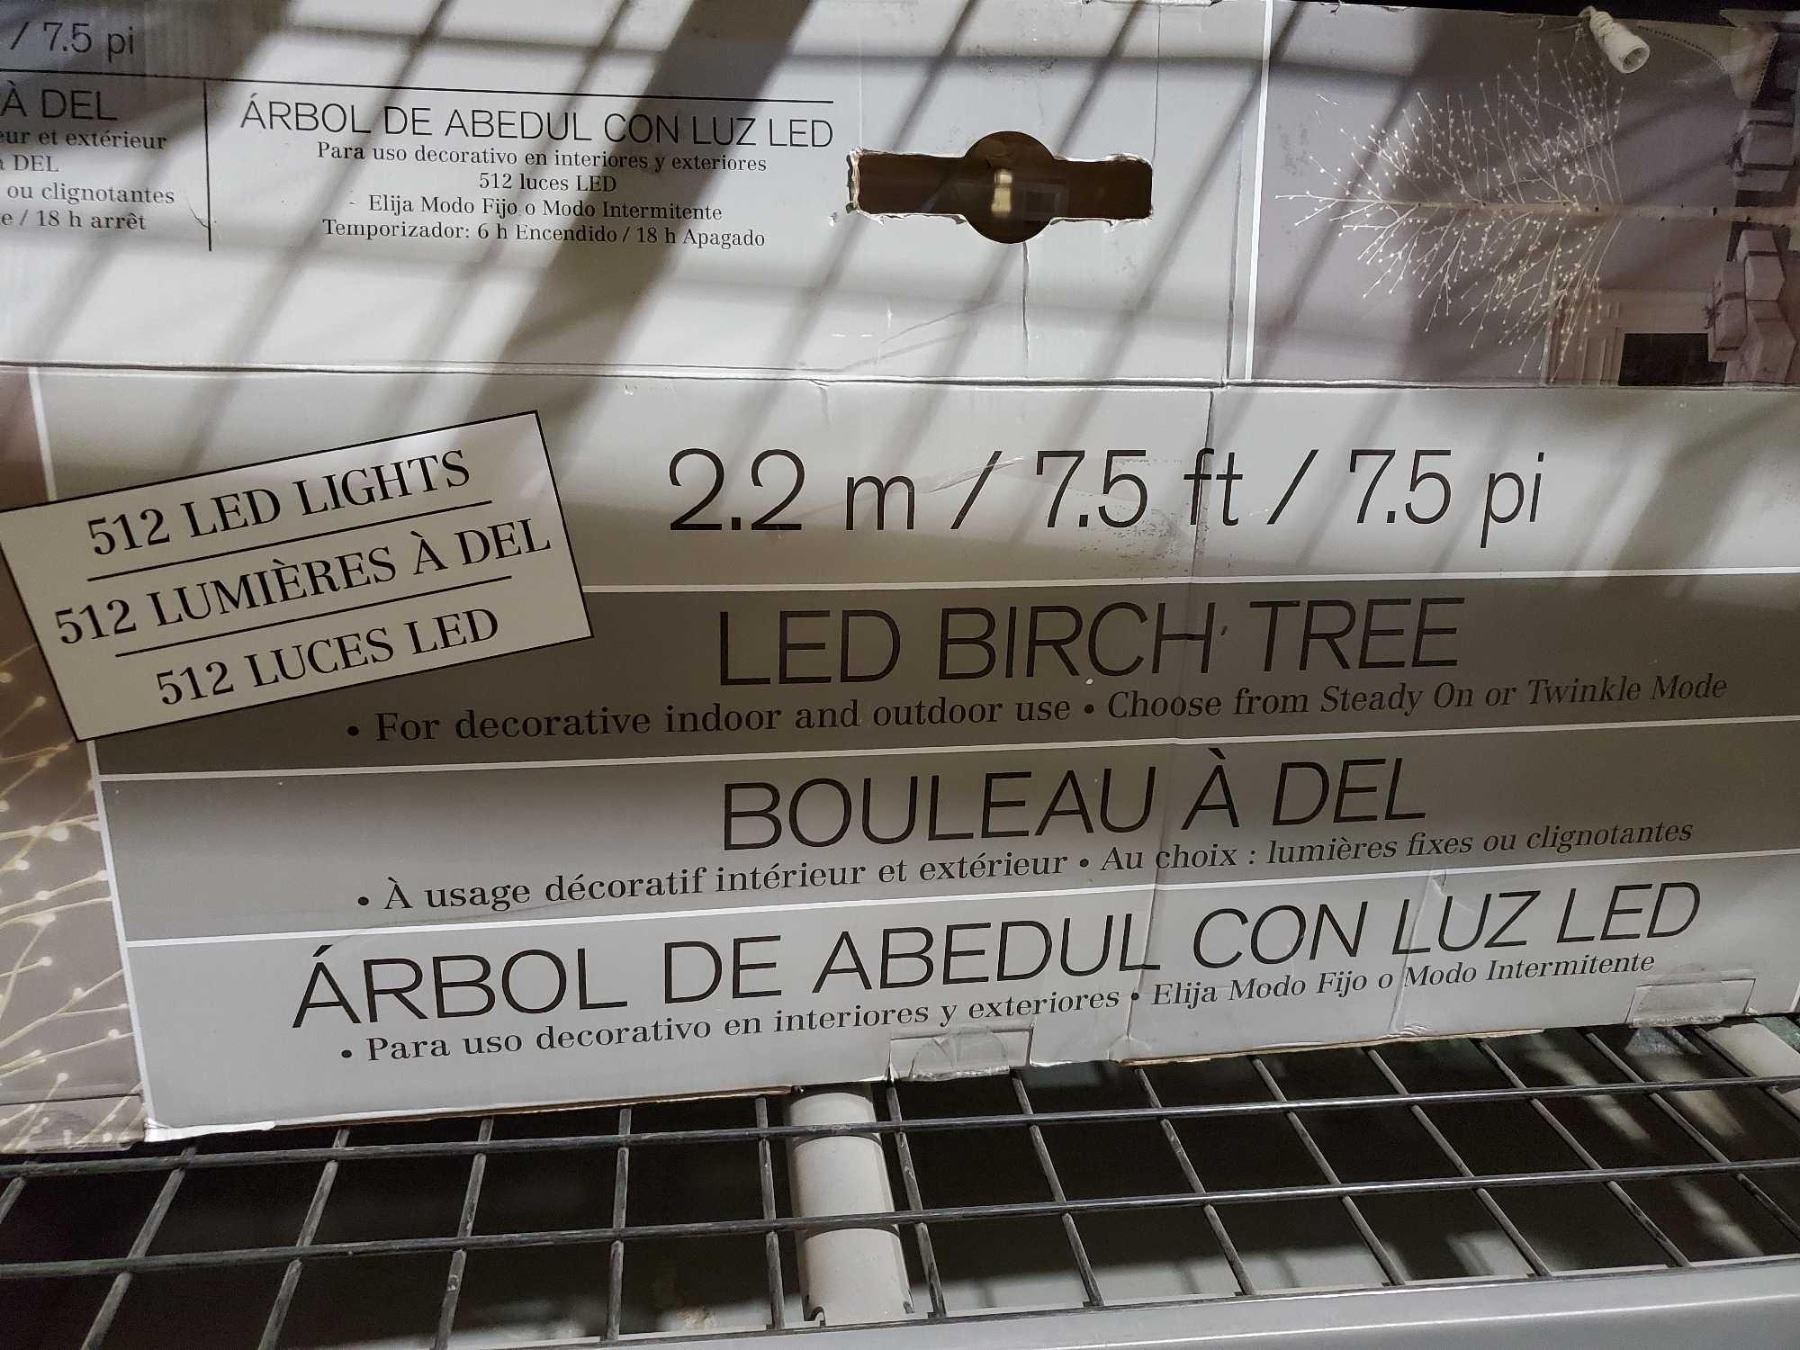 / 7.5 pi
À DEL
eur et extérieur
DEL
ou clignotantes
e / 18 h arrêt
ÁRBOL DE ABEDUL CON LUZ LED
Para uso decorativo en interiores y exteriores
512 luces LED
Elija Modo Fijo o Modo Intermitente
Temporizador: 6 h Encendido / 18 h Apagado
512 LED LIGHTS
512 LUMIÈRES À DEL
512 LUCES LED
2.2 m / 7.5 ft / 7.5 pi
LED BIRCH TREE
• For decorative indoor and outdoor use • Choose from Steady On or Twinkle Mode
BOULEAU À DEL
• À usage décoratif intérieur et extérieur • Au choix : lumières fixes ou clignotantes
ÁRBOL DE ABEDUL CON LUZ LED
• Para uso decorativo en interiores y exteriores • Elija Modo Fijo o Modo Intermitente